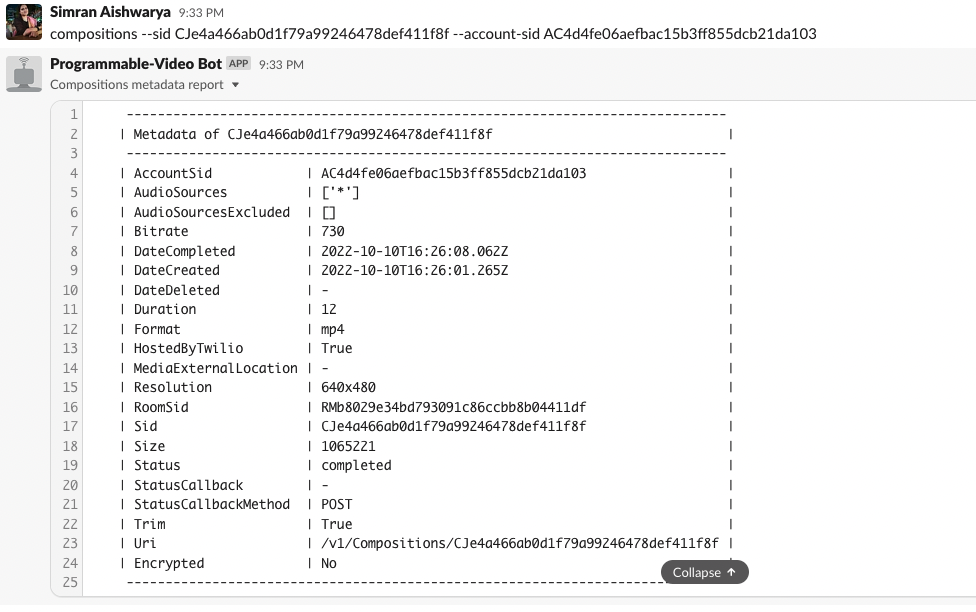 Simran Aishwarya 9:33 PM
compositions --sid CJe4a466ab0d1f79a99246478def411f8f --account-sid AC4d4fe06aefbac15b3ff855dcb21da103
Programmable-Video Bot APP 9:33 PM
Compositions metadata report
1 -----------------------------------------------------------------------------
2 | Metadata of CJe4a466ab0d1f79a99246478def411f8f |
3 -----------------------------------------------------------------------------
4 | AccountSid | AC4d4fe06aefbac15b3ff855dcb21da103 |
5 | AudioSources | ['*'] |
6 | AudioSourcesExcluded | [] |
7 | Bitrate | 730 |
8 | DateCompleted | 2022-10-10T16:26:08.062Z |
9 | DateCreated | 2022-10-10T16:26:01.265Z |
10 | DateDeleted | - |
11 | Duration | 12 |
12 | Format | mp4 |
13 | HostedByTwilio | True |
14 | MediaExternalLocation | - |
15 | Resolution | 640x480 |
16 | RoomSid | RMb8029e34bd793091c86ccbb8b04411df |
17 | Sid | CJe4a466ab0d1f79a99246478def411f8f |
18 | Size | 1065221 |
19 | Status | completed |
20 | StatusCallback | - |
21 | StatusCallbackMethod | POST |
22 | Trim | True |
23 | Uri | /v1/Compositions/CJe4a466ab0d1f79a99246478def411f8f |
24 | Encrypted | No |
25 -----------------------------------------------------------------------------
Collapse ↑